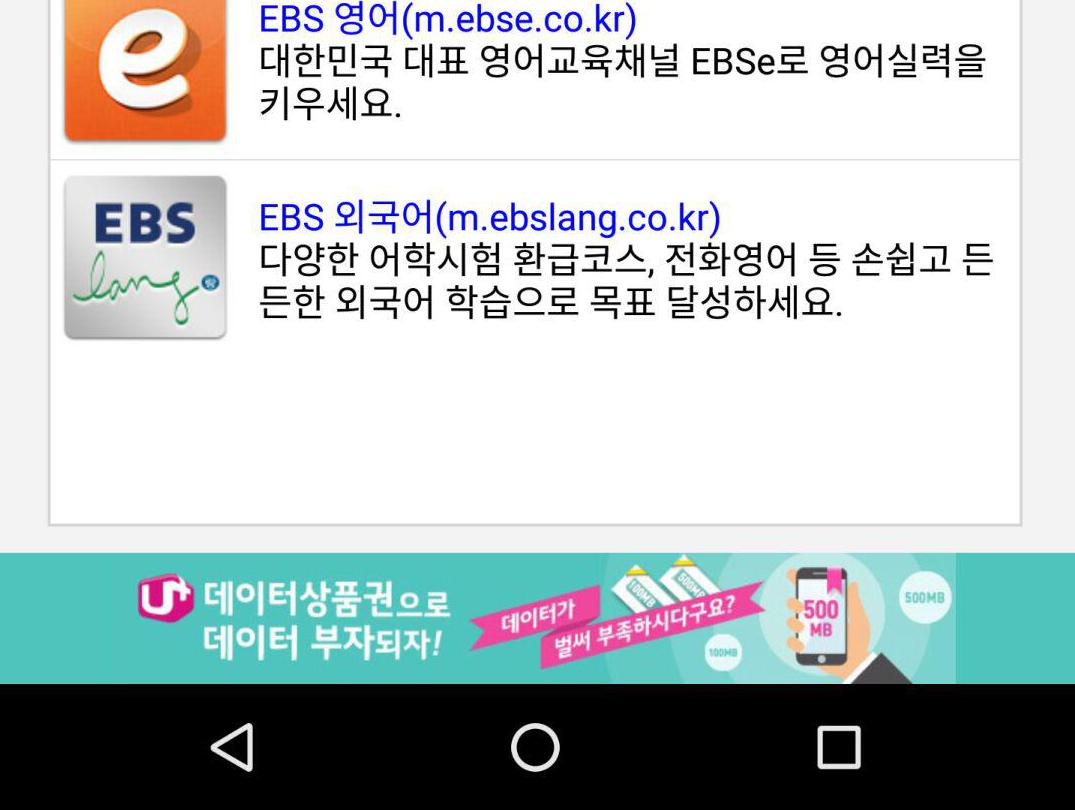 e
EBS 영어(m.ebse.co.kr)
대한민국 대표 영어교육채널 EBSe로 영어실력을
키우세요.
EBS
lang
EBS 외국어(m.ebslang.co.kr)
다양한 어학시험 환급코스, 전화영어 등 손쉽고 든
든한 외국어 학습으로 목표 달성하세요.
U+
데이터상품권으로
데이터 부자되자!
데이터가
벌써 부족하시다구요?
100MB
500MB
100MB
500
MB
500MB